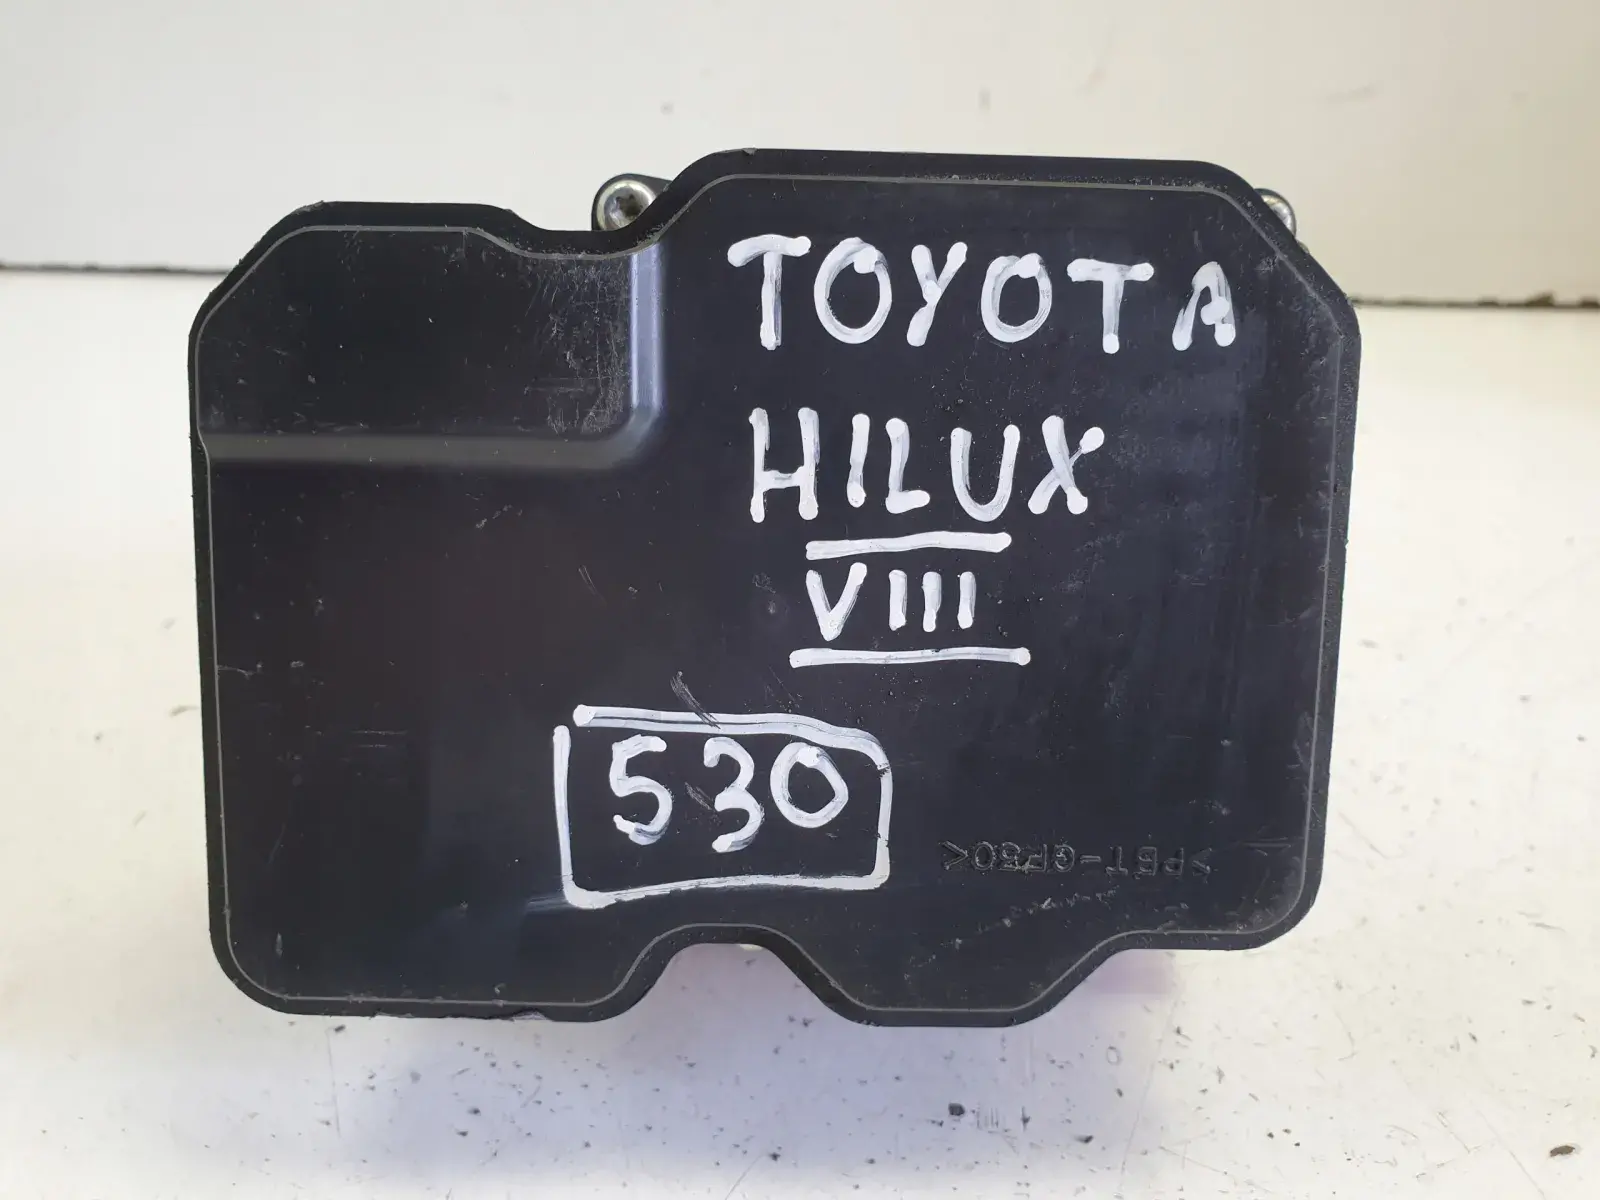 TOYOTA
HILUX
VIII
530
>PBT-GF30<